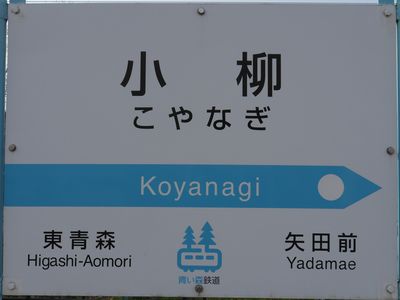 小柳
こやなぎ
Koyanagi
東青森
Higashi-Aomori
青い森鉄道
矢田前
Yadamae